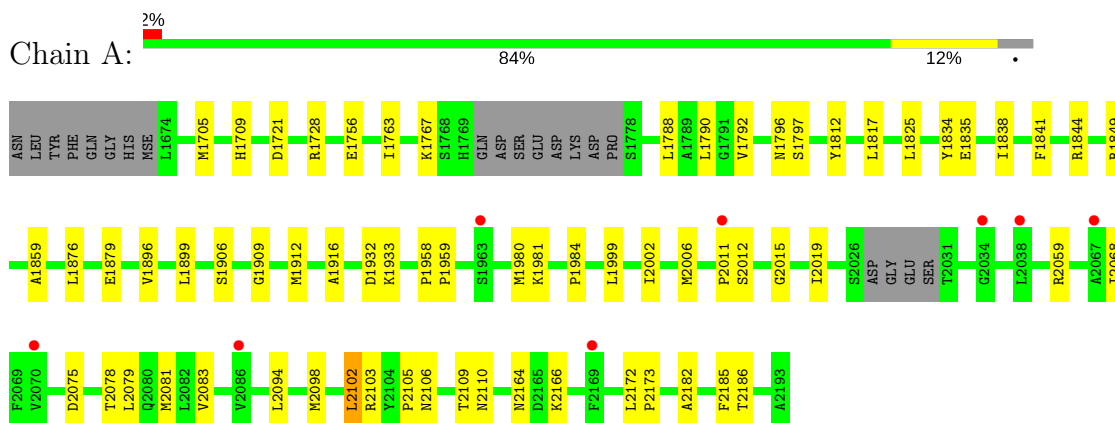 2%
Chain A:
84% 12% •
ASN LEU TYR PHE GLN GLY HIS MSE L1674 M1705 H1709 D1721 R1728 E1756 I1763 K1767 S1768 H1769 GLN ASP SER GLU ASP LYS ASP PRO S1778 L1788 A1789 L1790 G1791 V1792 N1796 S1797 Y1812 L1817 L1825 Y1834 E1835 I1838 F1841 R1844
A1859 L1876 E1879 V1896 L1899 S1906 G1909 M1912 A1916 D1932 K1933 P1958 P1959 S1963 M1980 K1981 P1984 L1999 I2002 M2006 P2011 S2012 G2015 I2019 S2026 ASP GLY GLU SER T2031 G2034 L2038 R2059 A2067
F2069 V2070 D2075 T2078 L2079 Q2080 M2081 L2082 V2083 V2086 L2094 M2098 L2102 R2103 Y2104 P2105 N2106 T2109 N2110 N2164 D2165 K2166 F2169 L2172 P2173 A2182 F2185 T2186 A2193